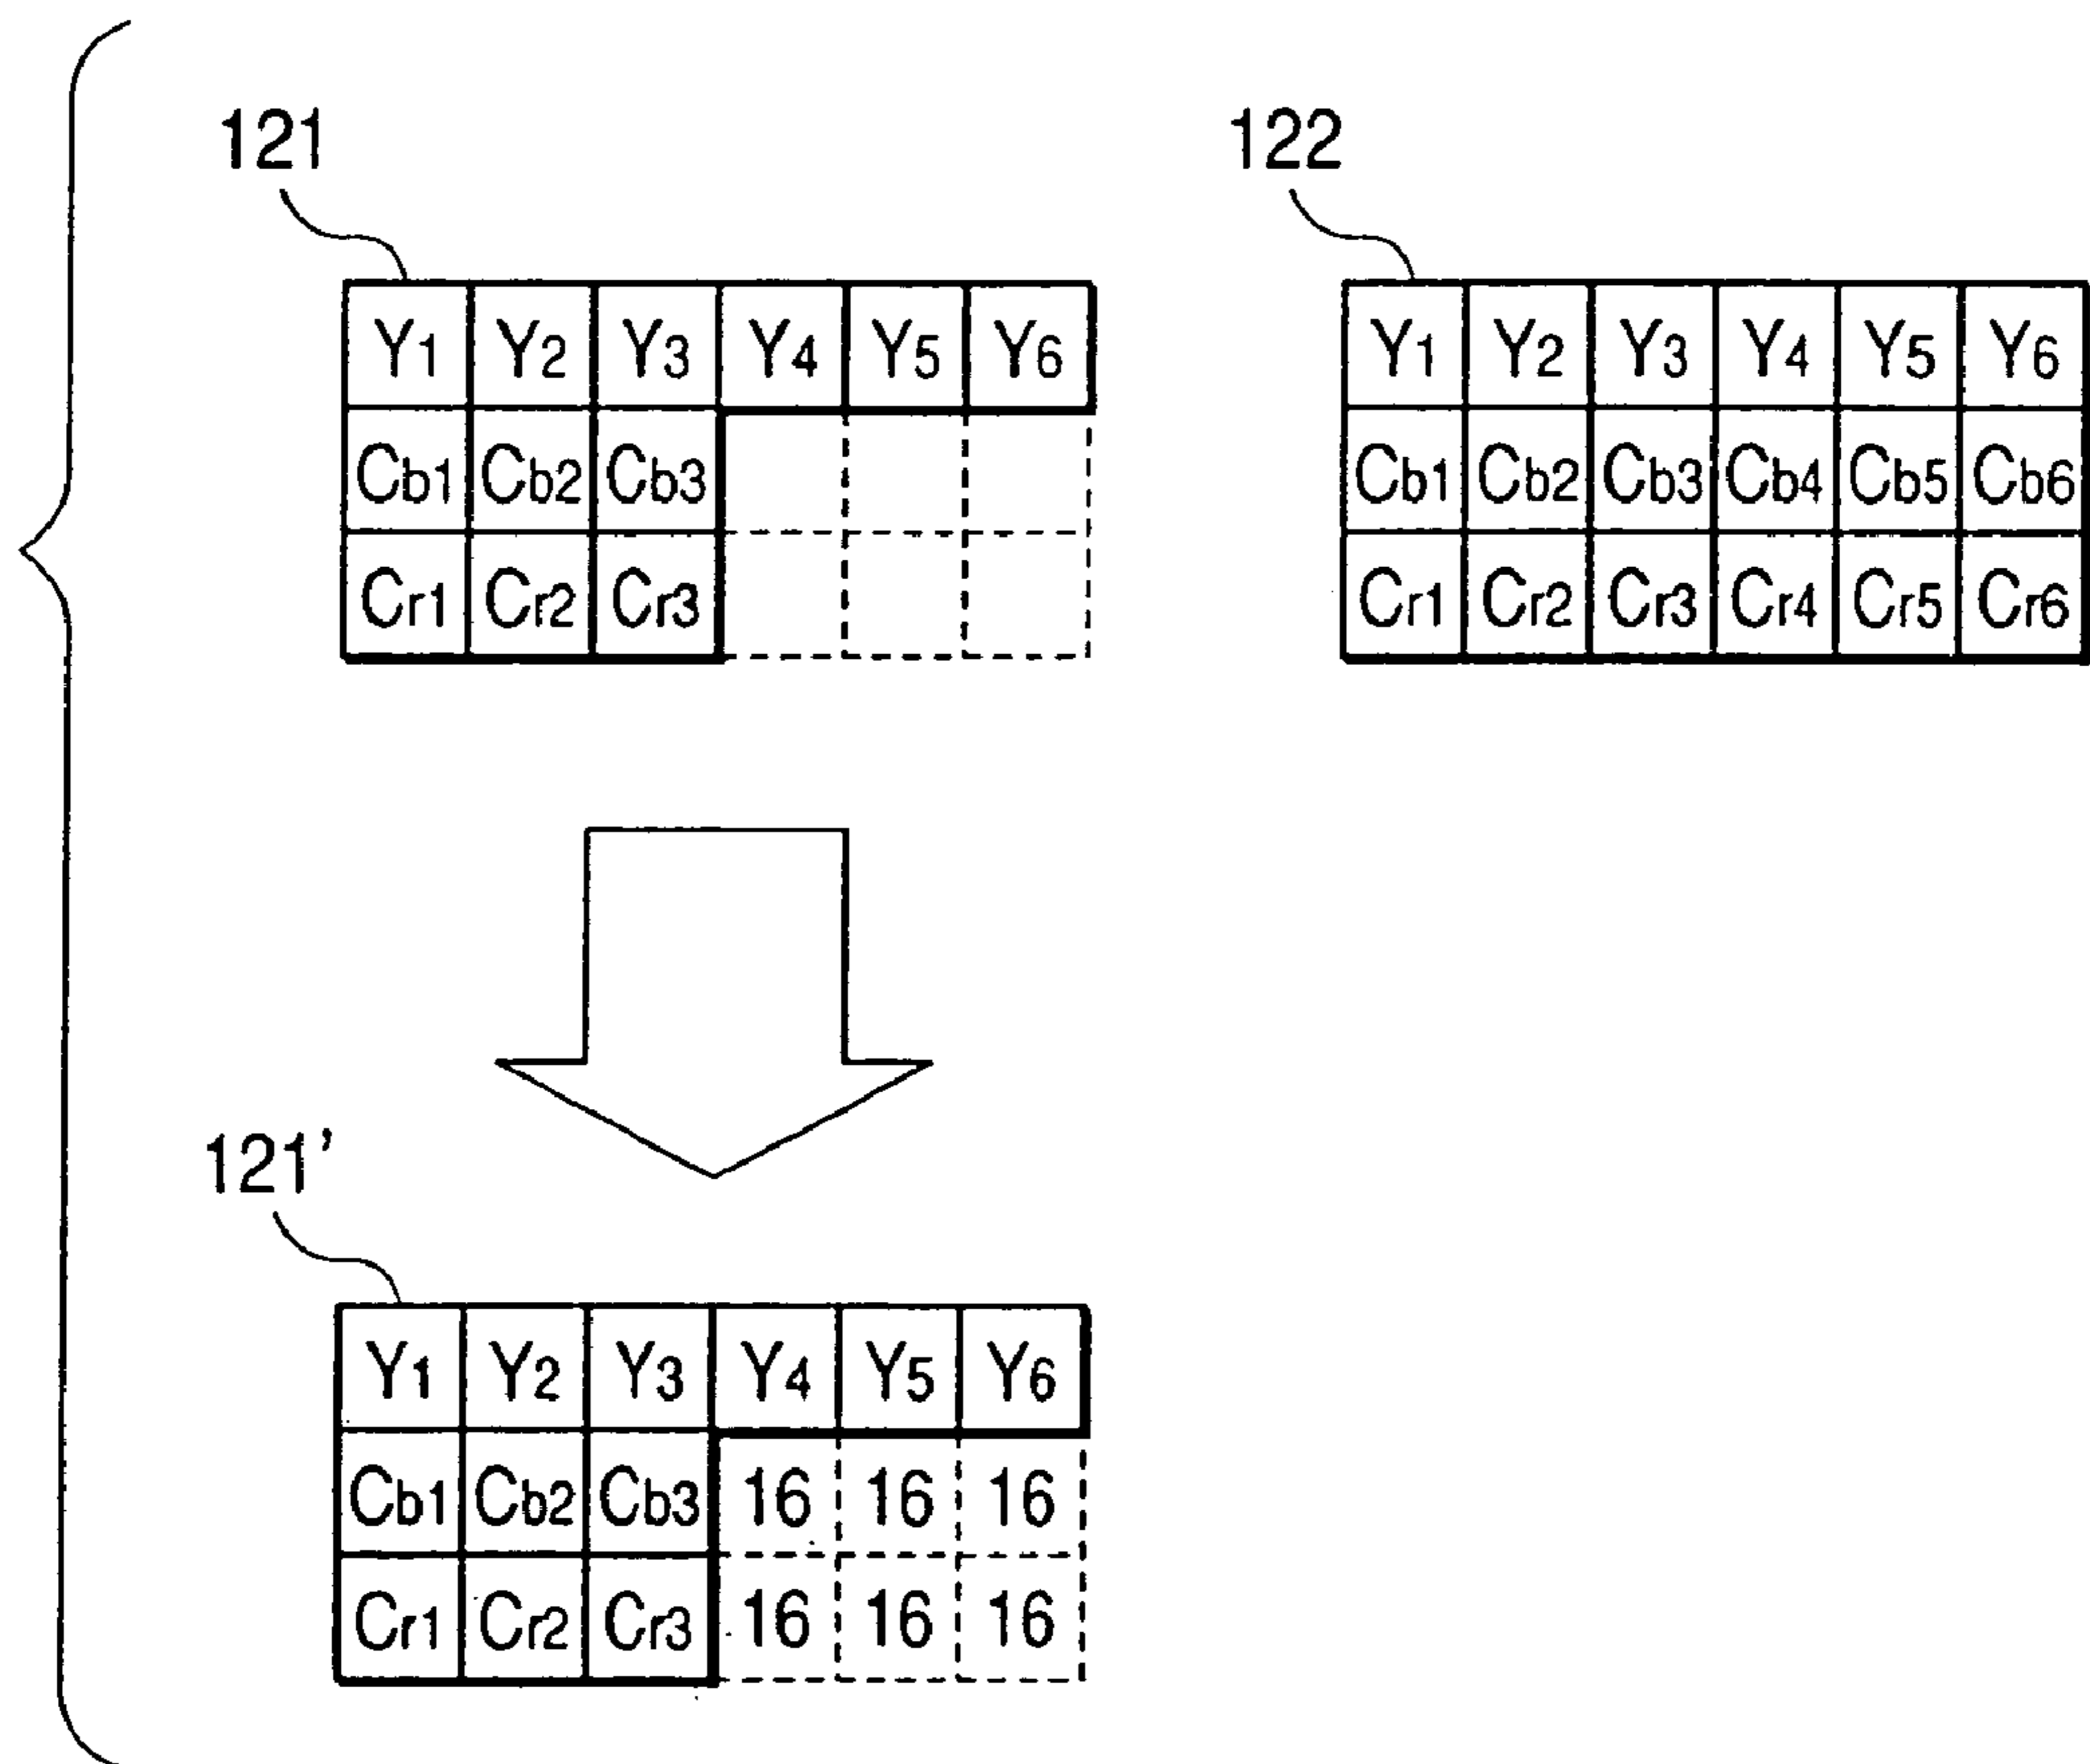 121 122
Y1 Y2 Y3 Y4 Y5 Y6 Y1 Y2 Y3 Y4 Y5 Y6
Cb1 Cb2 Cb3 Cb1 Cb2 Cb3 Cb4 Cb5 Cb6
Cr1 Cr2 Cr3 Cr1 Cr2 Cr3 Cr4 Cr5 Cr6
121'
Y1 Y2 Y3 Y4 Y5 Y6
Cb1 Cb2 Cb3 16 16 16
Cr1 Cr2 Cr3 16 16 16